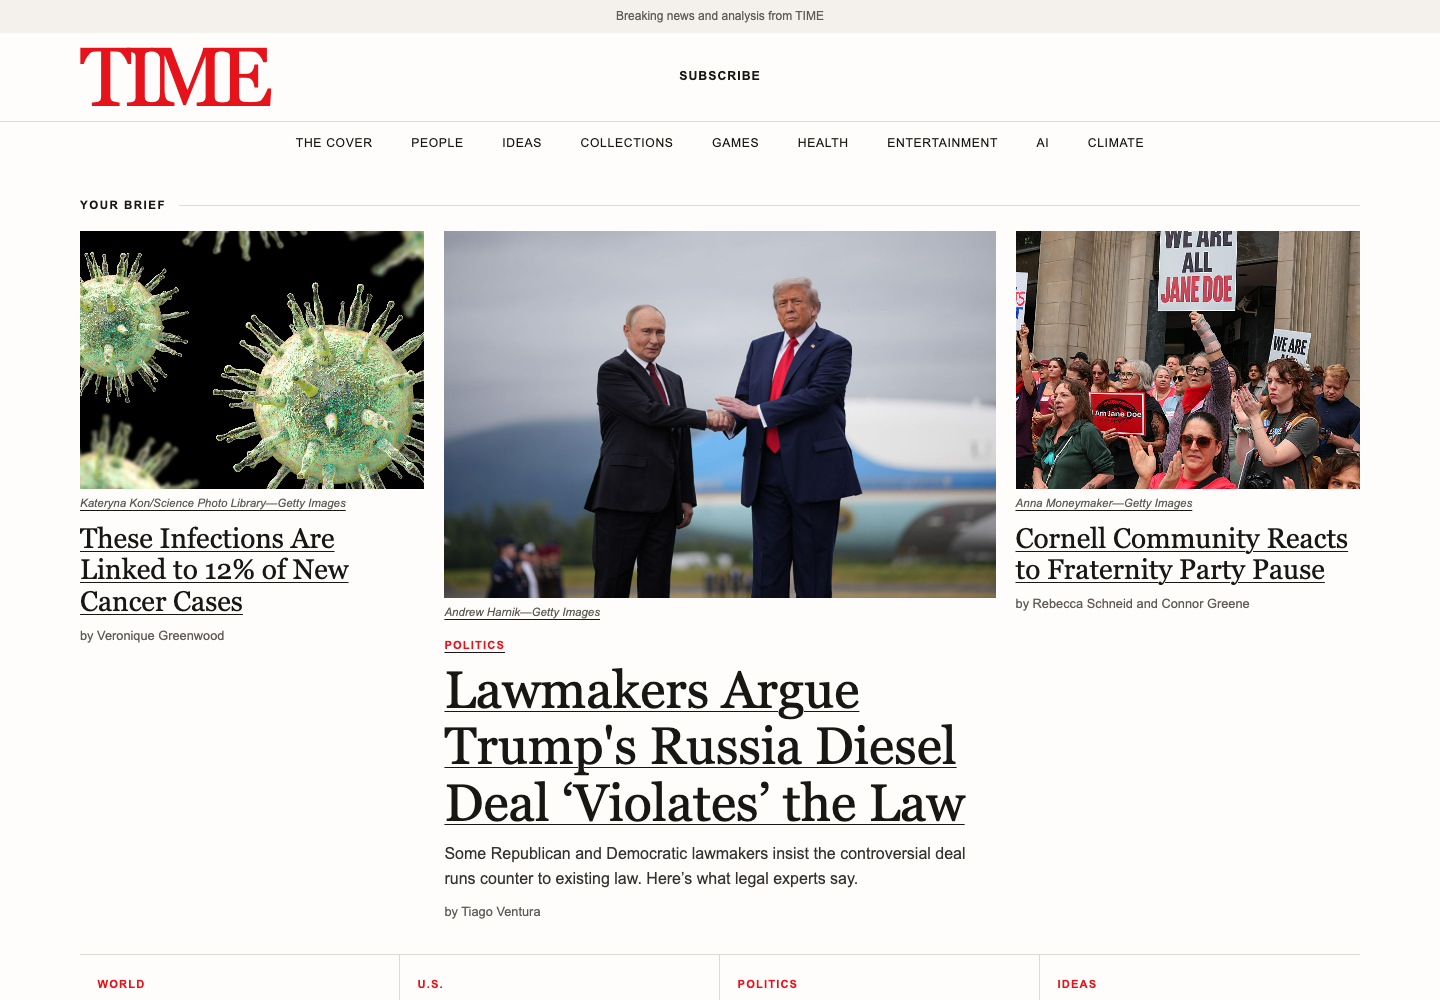 Breaking news and analysis from TIME
TIME
SUBSCRIBE
THE COVER PEOPLE IDEAS COLLECTIONS GAMES HEALTH ENTERTAINMENT AI CLIMATE
YOUR BRIEF
Kateryna Kon/Science Photo Library—Getty Images
These Infections Are
Linked to 12% of New
Cancer Cases
by Veronique Greenwood
Andrew Harnik—Getty Images
POLITICS
Lawmakers Argue
Trump's Russia Diesel
Deal ‘Violates’ the Law
Some Republican and Democratic lawmakers insist the controversial deal
runs counter to existing law. Here’s what legal experts say.
by Tiago Ventura
WE ARE
ALL
JANE DOE
WE ARE
I am Jane Doe
Anna Moneymaker—Getty Images
Cornell Community Reacts
to Fraternity Party Pause
by Rebecca Schneid and Connor Greene
WORLD
U.S.
POLITICS
IDEAS